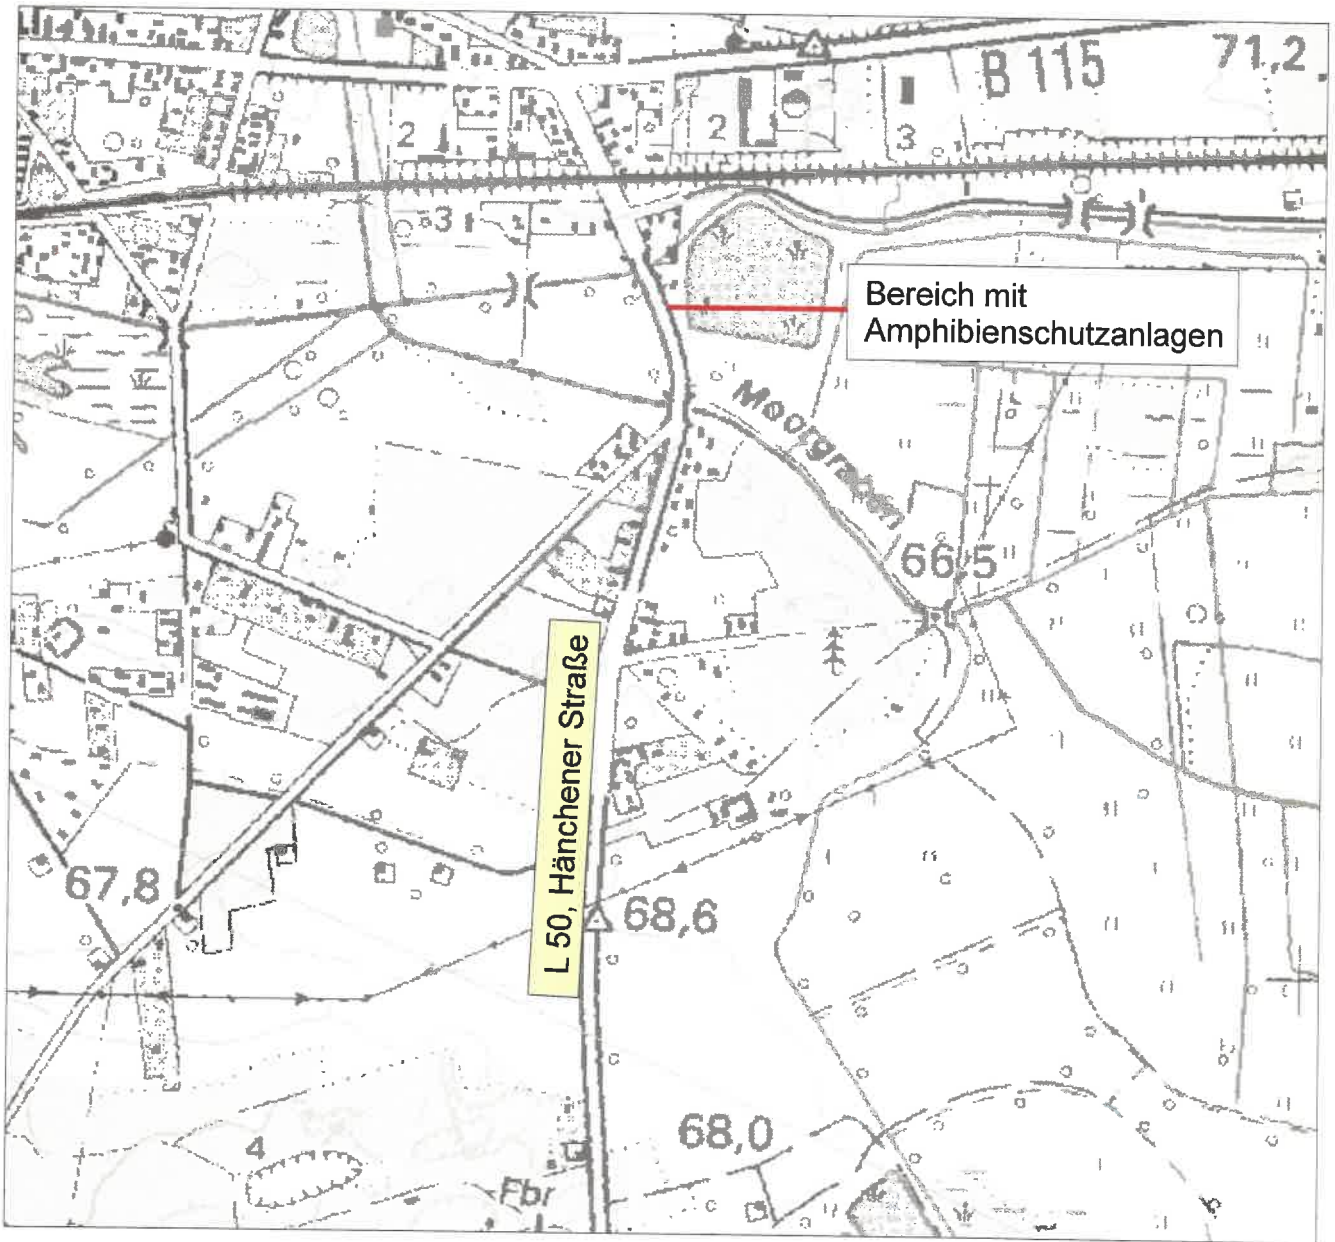 B 115
71,2
2
2
3
3
Bereich mit
Amphibienschutzanlagen
Moorgraben
66,5
L 50, Hänchener Straße
67,8
68,6
68,0
4
Fbr